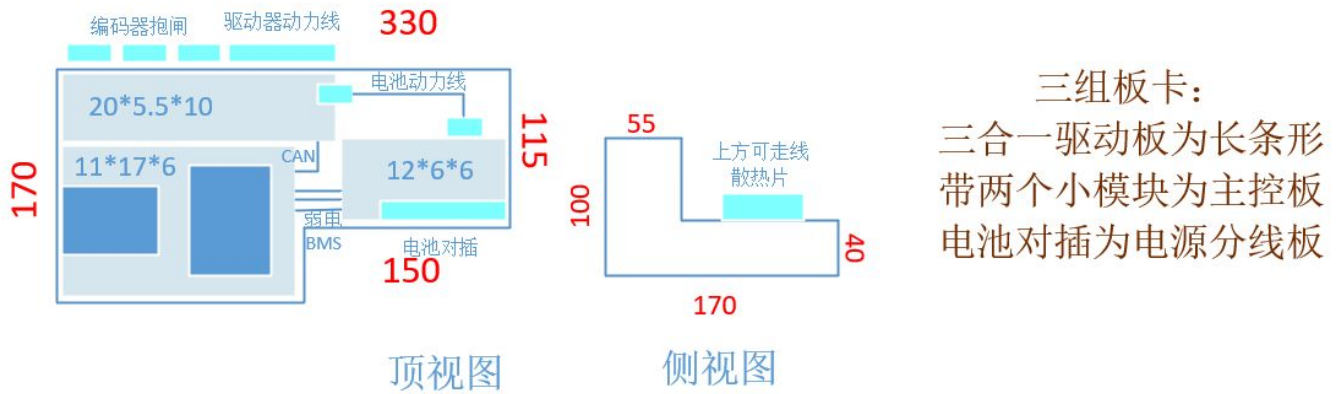 编码器抱闸
驱动器动力线
330
电池动力线
20*5.5*10
115
170
CAN
11*17*6
12*6*6
弱电
BMS
电池对插
150
顶视图
55
上方可走线
散热片
100
40
170
侧视图
三组板卡：
三合一驱动板为长条形
带两个小模块为主控板
电池对插为电源分线板